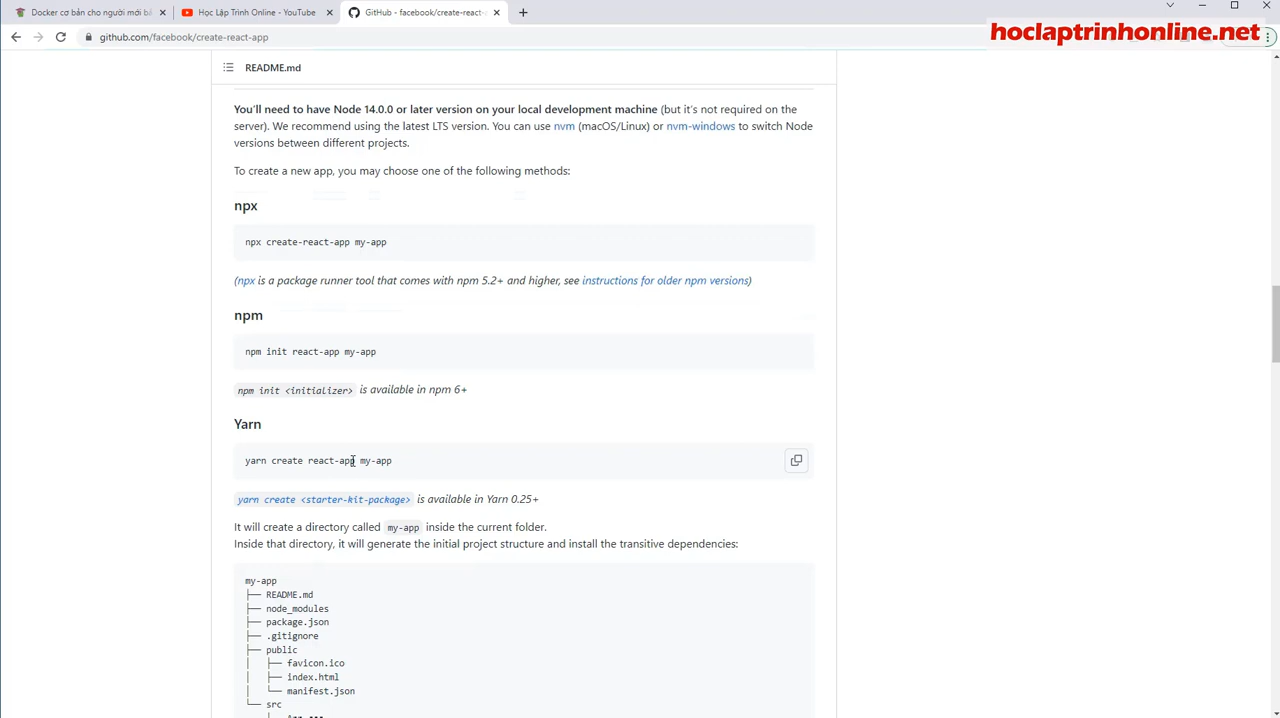 Docker cơ bản cho người mới bắ
Học Lập Trình Online - YouTube
GitHub - facebook/create-react-
github.com/facebook/create-react-app
hoclaptrinhonline.net
README.md
You'll need to have Node 14.0.0 or later version on your local development machine (but it's not required on the
server). We recommend using the latest LTS version. You can use nvm (macOS/Linux) or nvm-windows to switch Node
versions between different projects.
To create a new app, you may choose one of the following methods:
npx
npx create-react-app my-app
(npx is a package runner tool that comes with npm 5.2+ and higher, see instructions for older npm versions)
npm
npm init react-app my-app
npm init <initializer> is available in npm 6+
Yarn
yarn create react-app my-app
yarn create <starter-kit-package> is available in Yarn 0.25+
It will create a directory called my-app inside the current folder.
Inside that directory, it will generate the initial project structure and install the transitive dependencies:
my-app
├── README.md
├── node_modules
├── package.json
├── .gitignore
├── public
│   ├── favicon.ico
│   ├── index.html
│   └── manifest.json
└── src